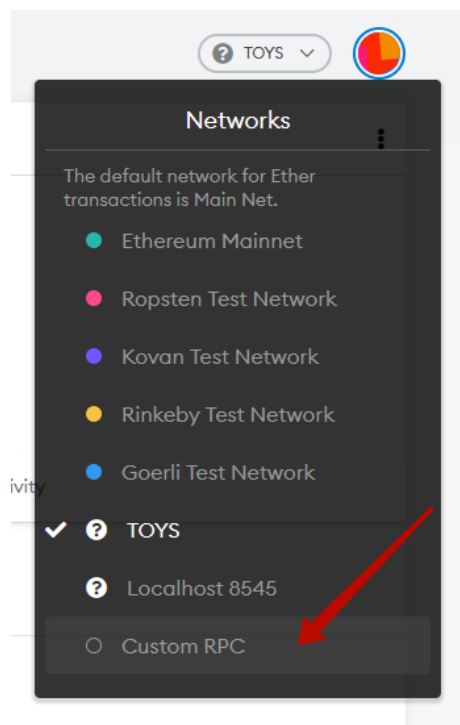 TOYS
Networks
The default network for Ether
transactions is Main Net.
Ethereum Mainnet
Ropsten Test Network
Kovan Test Network
Rinkeby Test Network
Goerli Test Network
ivity
TOYS
Localhost 8545
Custom RPC